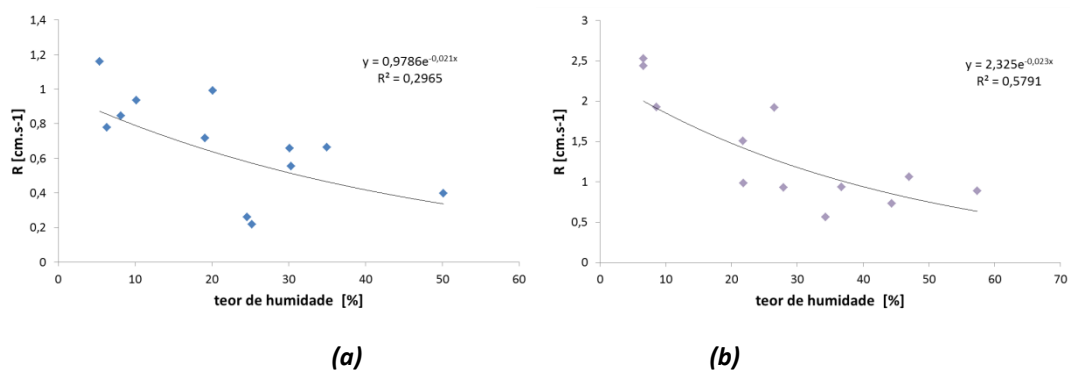 1,4
1,2
1
0,8
0,6
0,4
0,2
0
R [cm.s-1]
y = 0,9786e^-0,021x
R² = 0,2965
0 10 20 30 40 50 60
teor de humidade [%]
(a)
3
2,5
2
1,5
1
0,5
0
R [cm.s-1]
y = 2,325e^-0,023x
R² = 0,5791
0 10 20 30 40 50 60 70
teor de humidade [%]
(b)